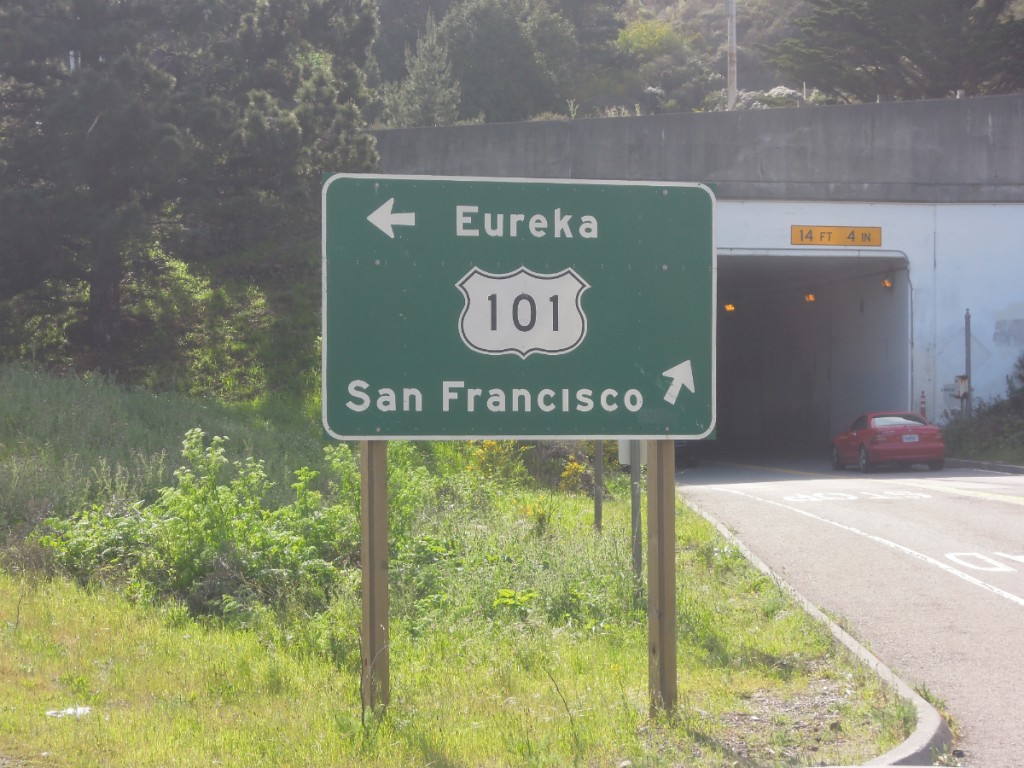 Eureka
101
San Francisco
14 FT 4 IN